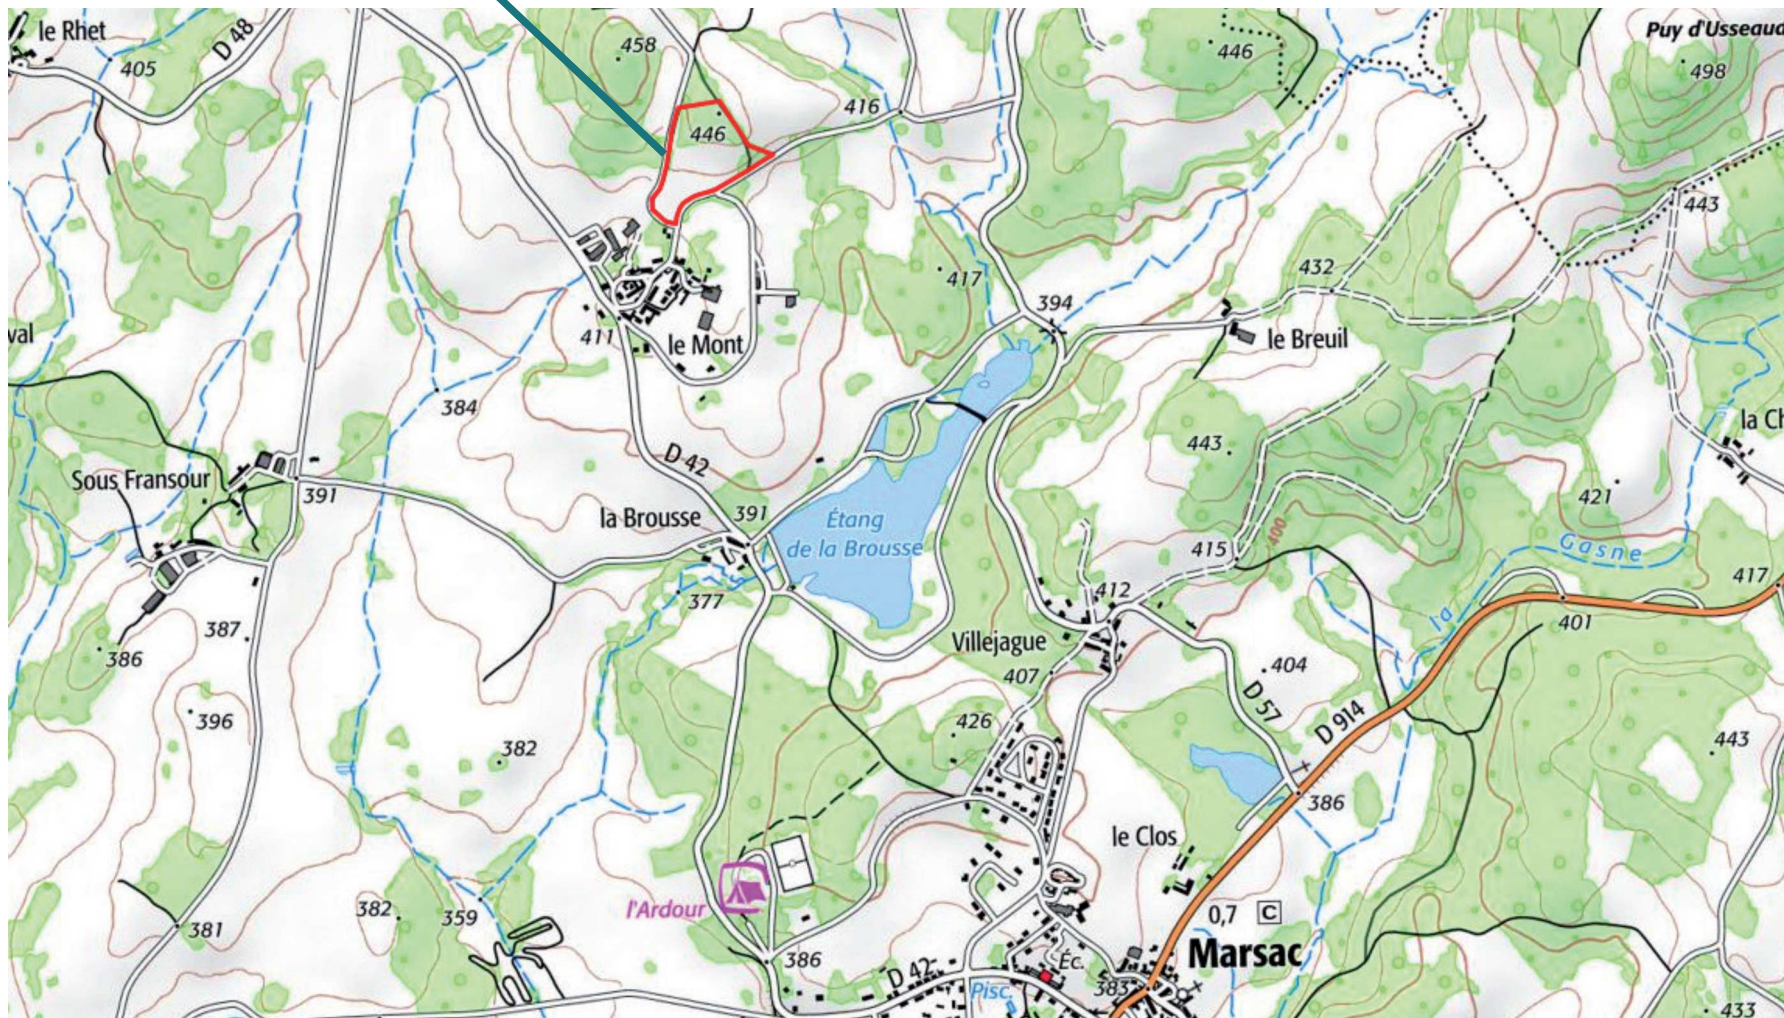 le Rhet
D 48
458
446
Puy d'Usseaud
405
498
416
446
443
432
417
394
411
le Mont
le Breuil
val
384
D 42
443
la Ch
Sous Fransour
391
la Brousse
391
Étang
de la Brousse
421
400
415
Gasne
la
417
377
412
401
387
Villejague
386
407
404
D 57
396
426
D 914
382
443
386
le Clos
l'Ardour
382
359
0,7 C
381
Marsac
386
D 42
Éc.
Pisc.
383
433